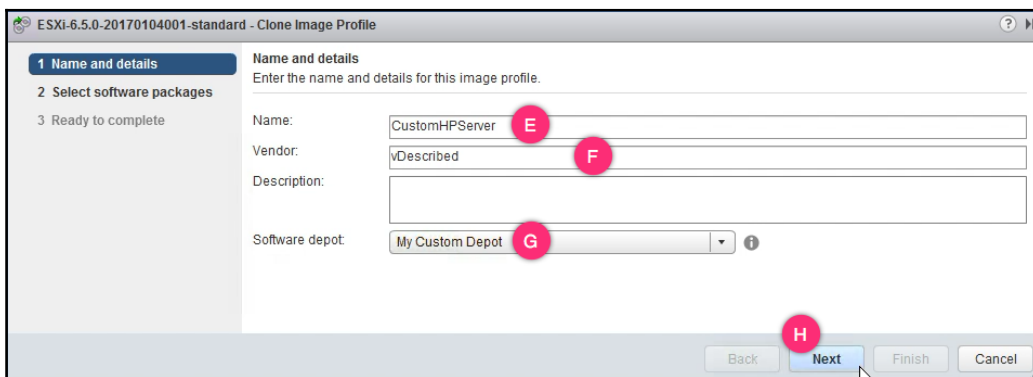 ESXi-6.5.0-20170104001-standard - Clone Image Profile ?
1 Name and details
2 Select software packages
3 Ready to complete
Name and details
Enter the name and details for this image profile.
Name: CustomHPServer E
Vendor: vDescribed F
Description:
Software depot: My Custom Depot G i
H
Back Next Finish Cancel